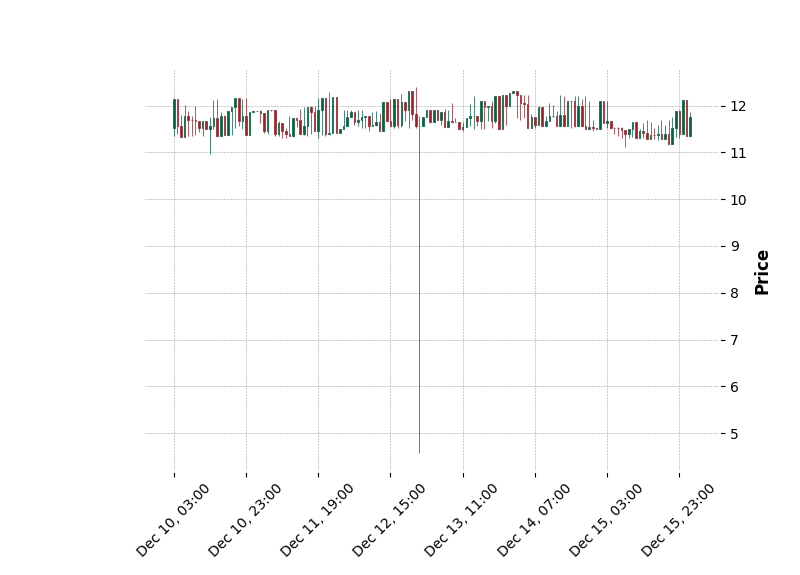 12
11
10
9
8
7
6
5
Price
Dec 10, 03:00
Dec 10, 23:00
Dec 11, 19:00
Dec 12, 15:00
Dec 13, 11:00
Dec 14, 07:00
Dec 15, 03:00
Dec 15, 23:00